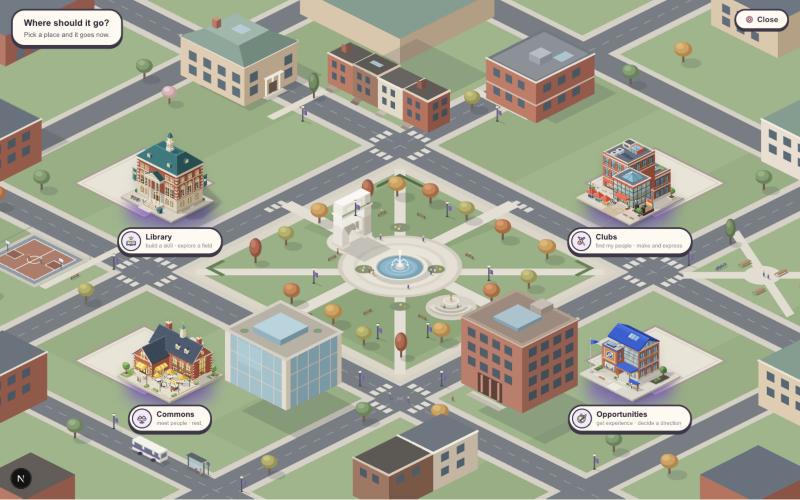 Where should it go?
Pick a place and it goes now.
Close
Library
build a skill · explore a field
Clubs
find my people · make and express
Commons
meet people · rest
Opportunities
get experience · decide a direction
N